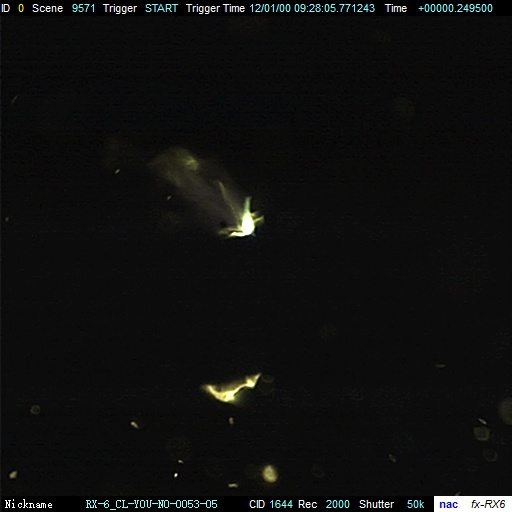 ID 0 Scene 9571 Trigger START Trigger Time 12/01/00 09:28:05.771243 Time +00000.249500
Nickname RX-6_CL-YOU-NO-0053-05 CID 1644 Rec 2000 Shutter 50k nac fx-RX6